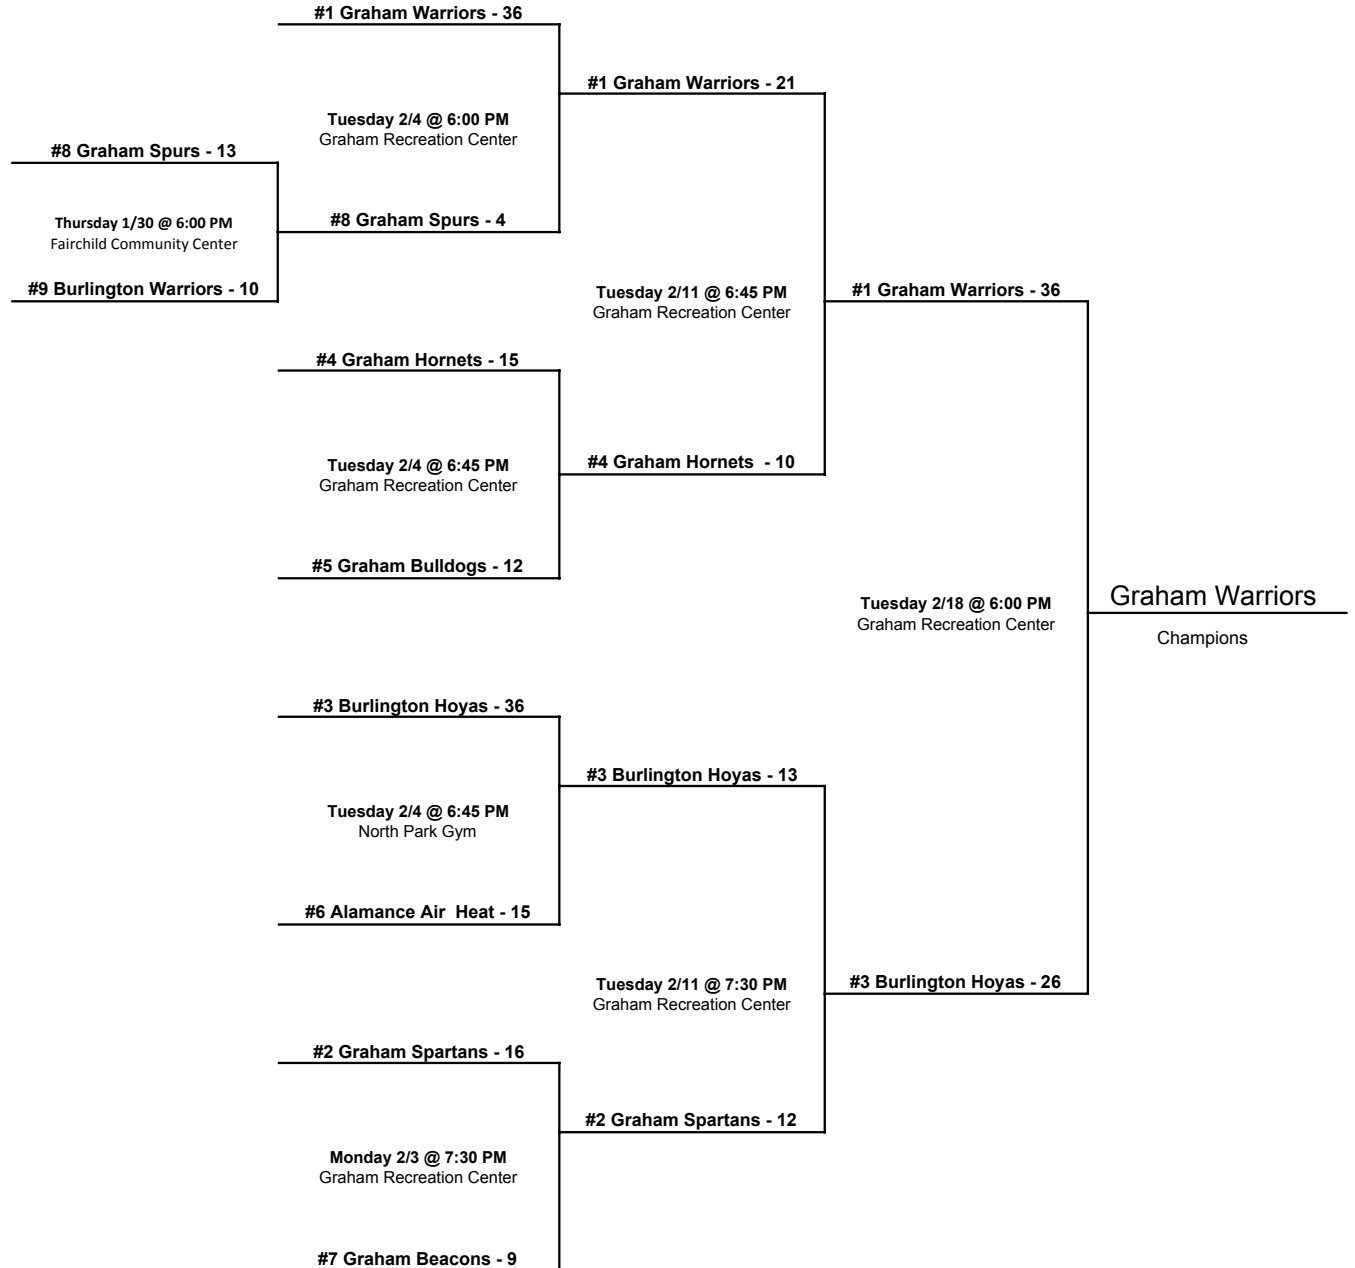 #1 Graham Warriors - 36
#1 Graham Warriors - 21
Tuesday 2/4 @ 6:00 PM
Graham Recreation Center
#8 Graham Spurs - 13
#8 Graham Spurs - 4
Thursday 1/30 @ 6:00 PM
Fairchild Community Center
#9 Burlington Warriors - 10
Tuesday 2/11 @ 6:45 PM
Graham Recreation Center
#1 Graham Warriors - 36
#4 Graham Hornets - 15
Tuesday 2/4 @ 6:45 PM
Graham Recreation Center
#4 Graham Hornets  - 10
#5 Graham Bulldogs - 12
Tuesday 2/18 @ 6:00 PM
Graham Recreation Center
Graham Warriors
Champions
#3 Burlington Hoyas - 36
#3 Burlington Hoyas - 13
Tuesday 2/4 @ 6:45 PM
North Park Gym
#6 Alamance Air  Heat - 15
Tuesday 2/11 @ 7:30 PM
Graham Recreation Center
#3 Burlington Hoyas - 26
#2 Graham Spartans - 16
#2 Graham Spartans - 12
Monday 2/3 @ 7:30 PM
Graham Recreation Center
#7 Graham Beacons - 9